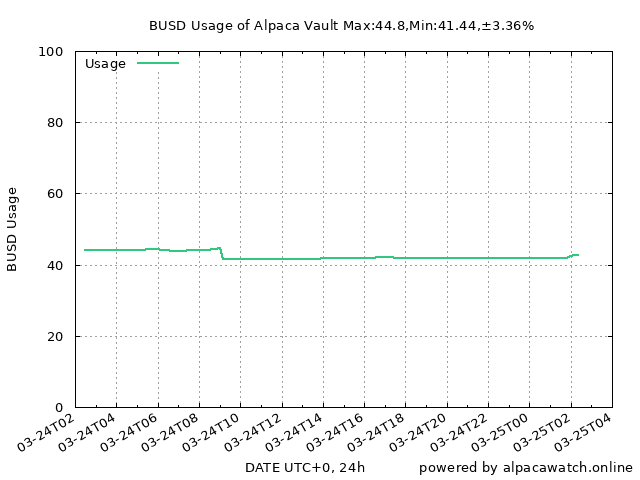 BUSD Usage of Alpaca Vault Max:44.8,Min:41.44,±3.36%
100
Usage
80
60
BUSD Usage
40
20
0
03-24T02
03-24T04
03-24T06
03-24T08
03-24T10
03-24T12
03-24T14
03-24T16
03-24T18
03-24T20
03-24T22
03-25T00
03-25T02
03-25T04
DATE UTC+0, 24h
powered by alpacawatch.online